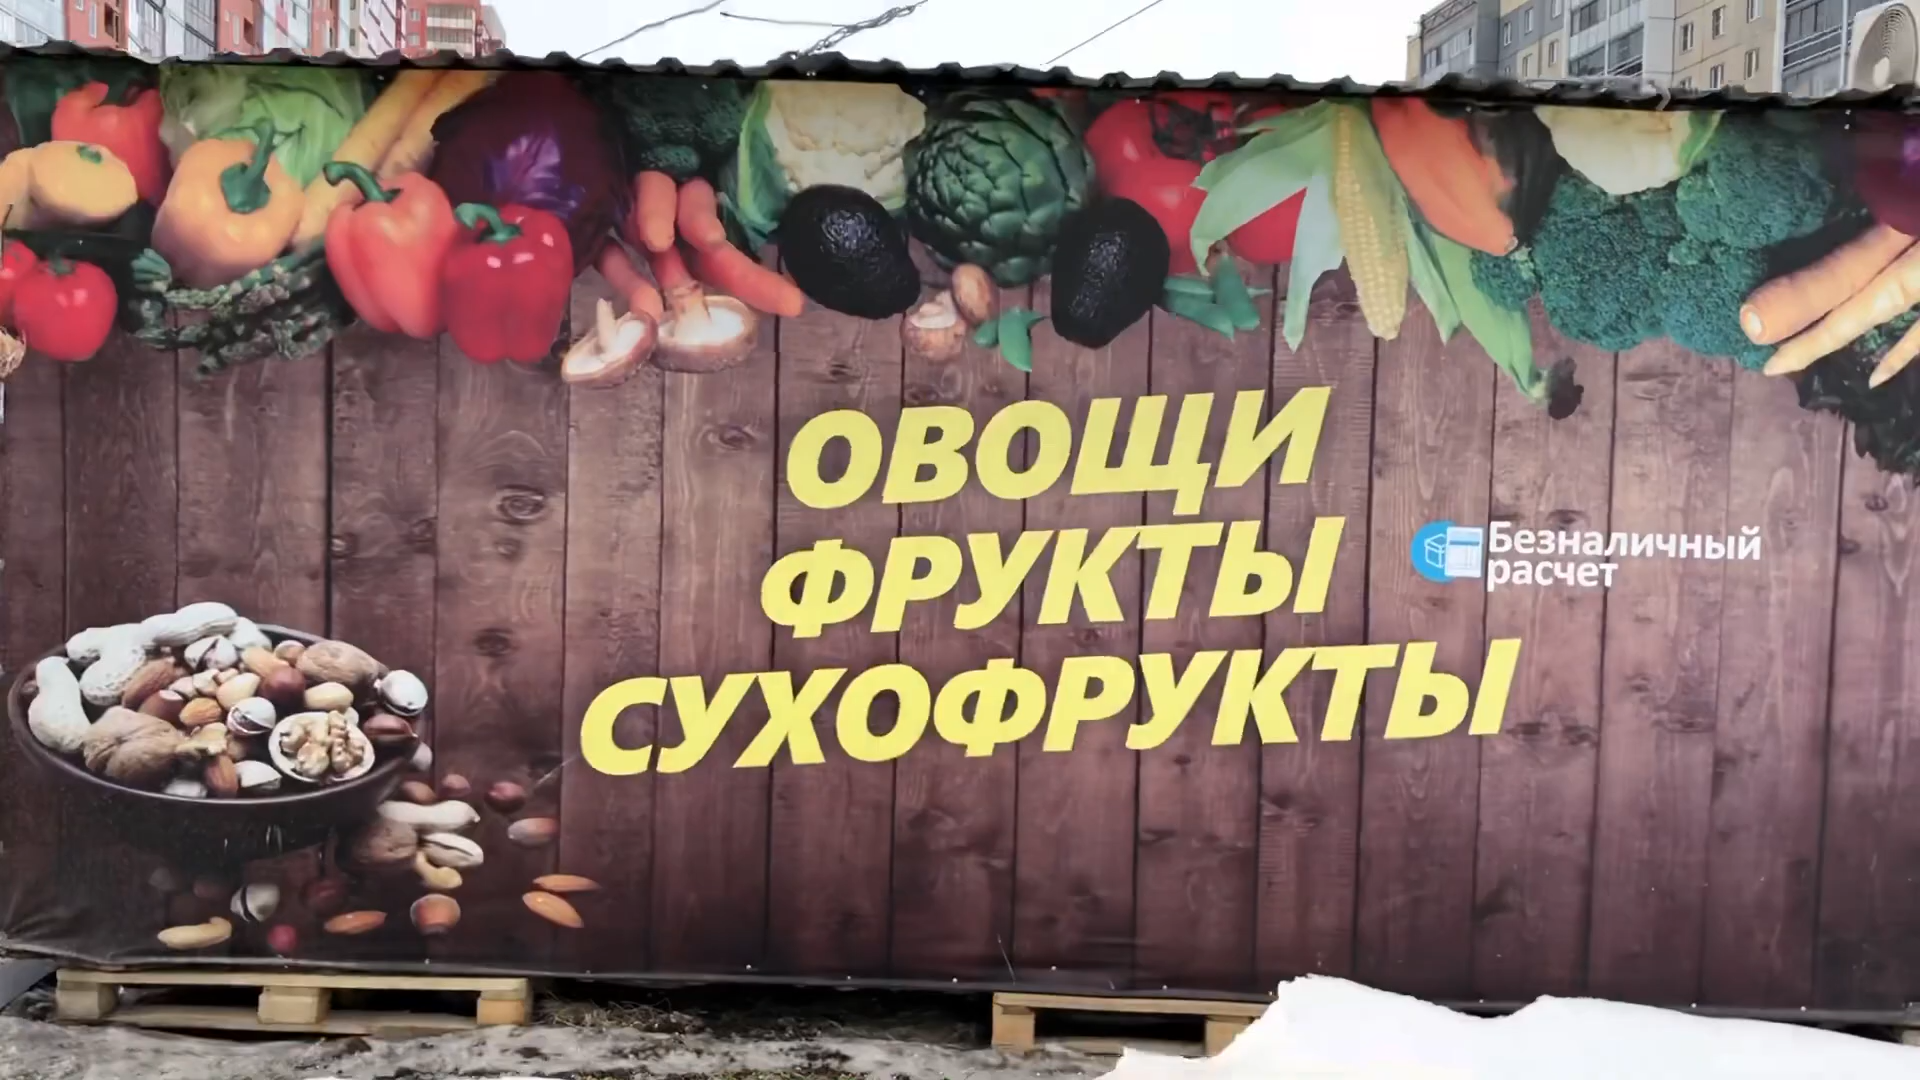 ОВОЩИ
ФРУКТЫ
СУХОФРУКТЫ
Безналичный
расчет